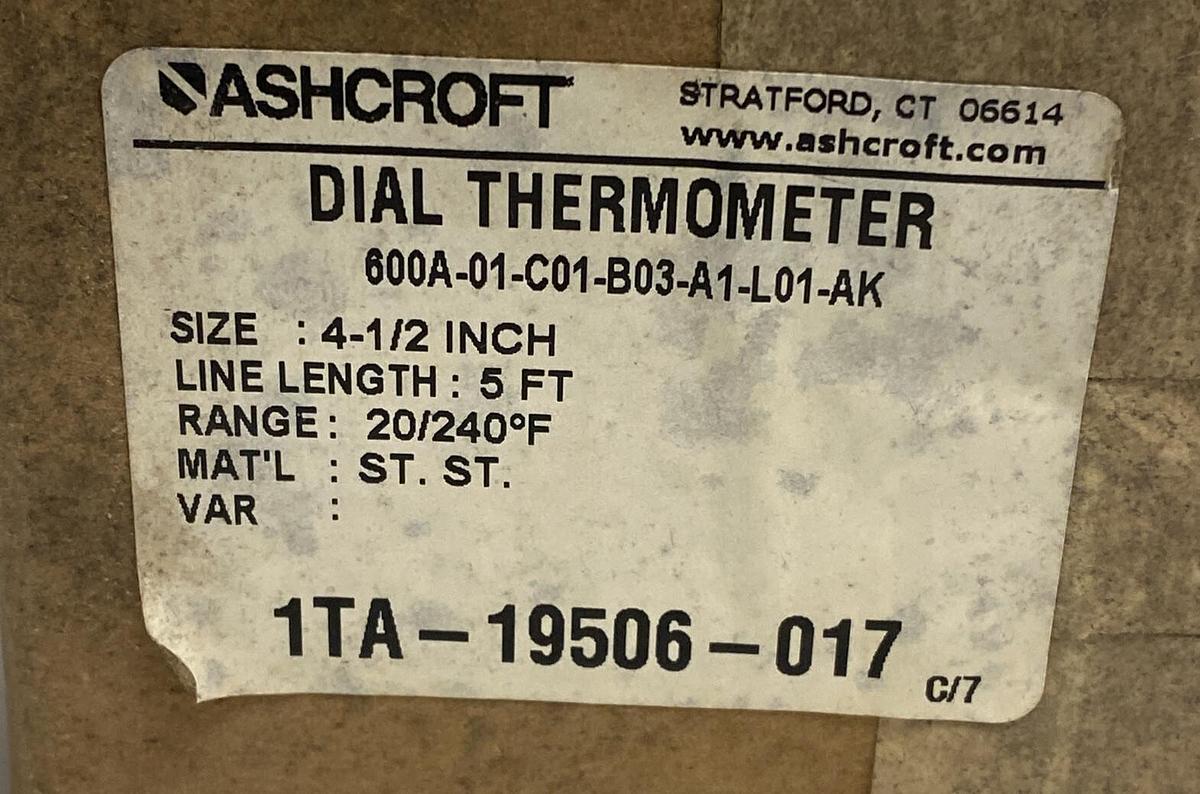 ASHCROFT
STRATFORD, CT 06614
www.ashcroft.com
DIAL THERMOMETER
600A-01-C01-B03-A1-L01-AK
SIZE : 4-1/2 INCH
LINE LENGTH : 5 FT
RANGE : 20/240°F
MAT'L : ST. ST.
VAR :
1TA-19506-017
C/7